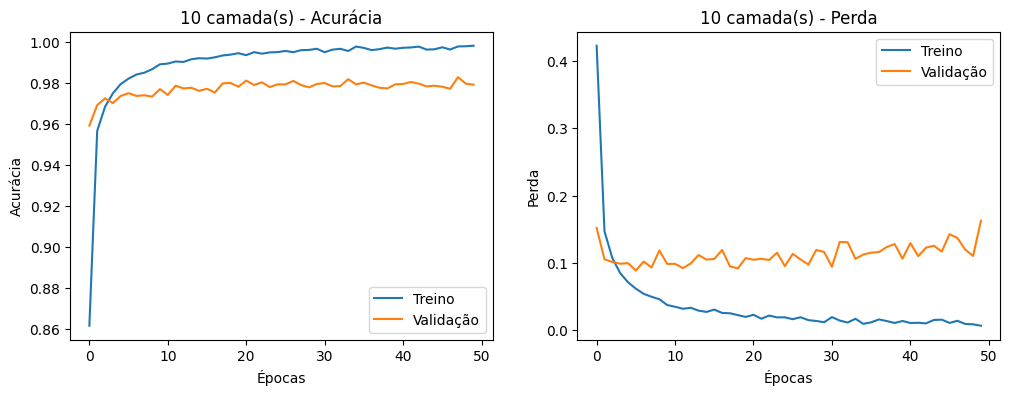 10 camada(s) - Acurácia
1.00
0.98
0.96
0.94
0.92
0.90
0.88
0.86
Acurácia
0
10
20
30
40
50
Épocas
Treino
Validação
10 camada(s) - Perda
0.4
0.3
0.2
0.1
0.0
Perda
0
10
20
30
40
50
Épocas
Treino
Validação